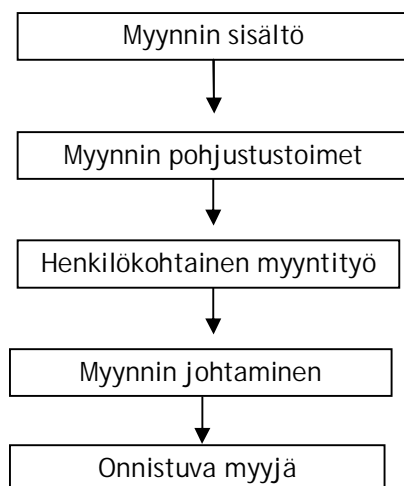 Myynnin sisältö
Myynnin pohjustustoimet
Henkilökohtainen myyntityö
Myynnin johtaminen
Onnistuva myyjä